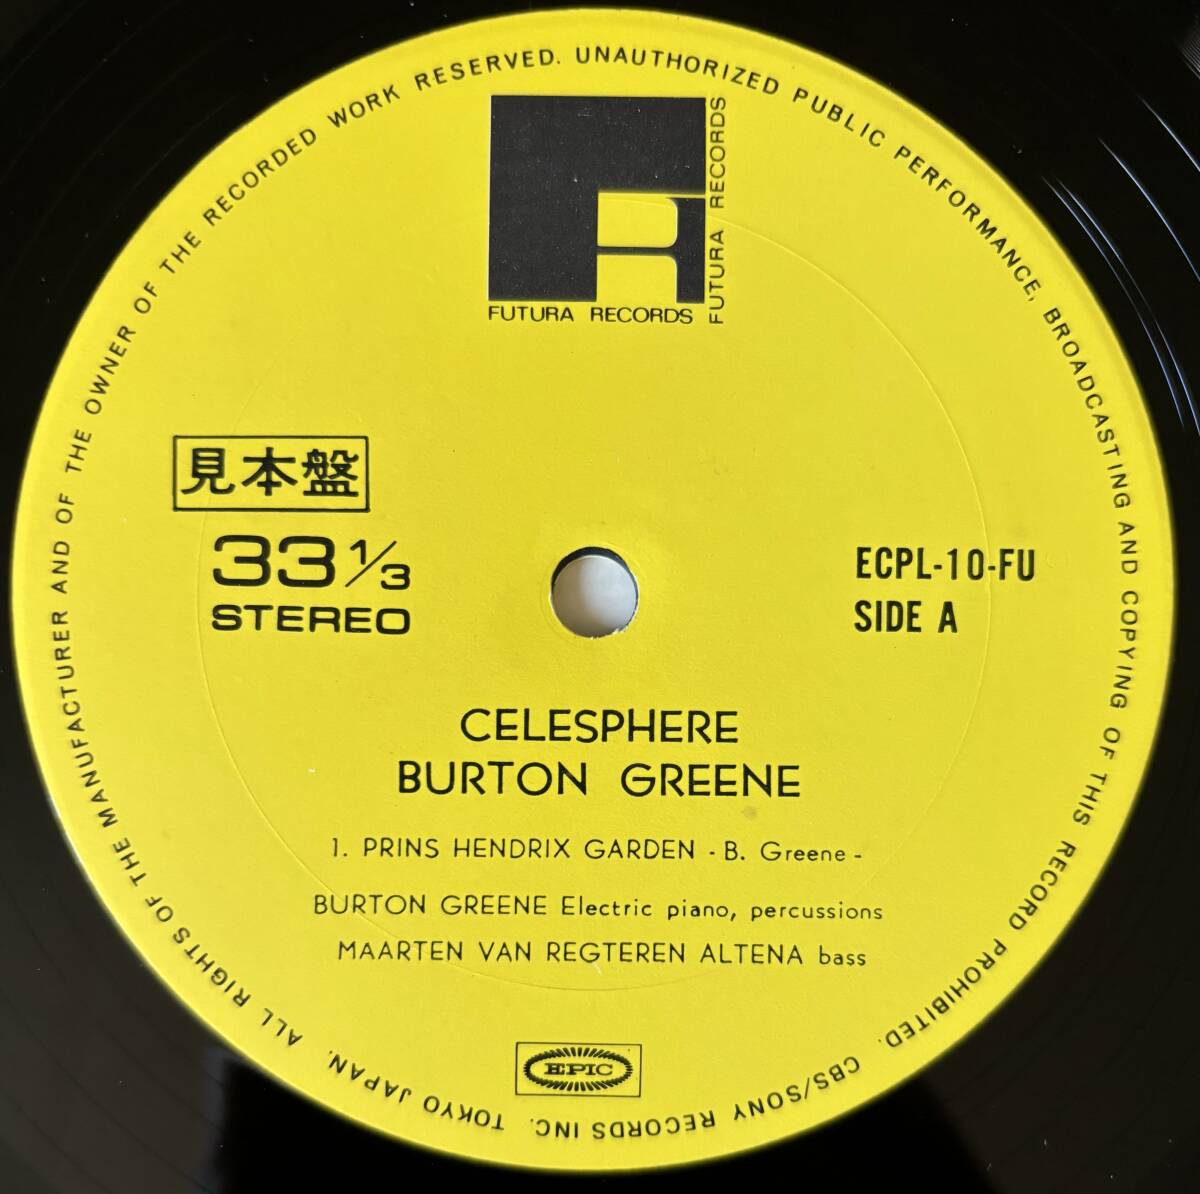 ALL RIGHTS OF THE MANUFACTURER AND OF THE OWNER OF THE RECORDED WORK RESERVED. UNAUTHORIZED PUBLIC PERFORMANCE, BROADCASTING AND COPYING OF THIS RECORD PROHIBITED. CBS/SONY RECORDS INC. TOKYO JAPAN.
FUTURA RECORDS
FUTURA RECORDS
見本盤
33 1/3
STEREO
ECPL-10-FU
SIDE A
CELESPHERE
BURTON GREENE
1. PRINS HENDRIX GARDEN - B. Greene -
BURTON GREENE Electric piano, percussions
MAARTEN VAN REGTEREN ALTENA bass
EPIC